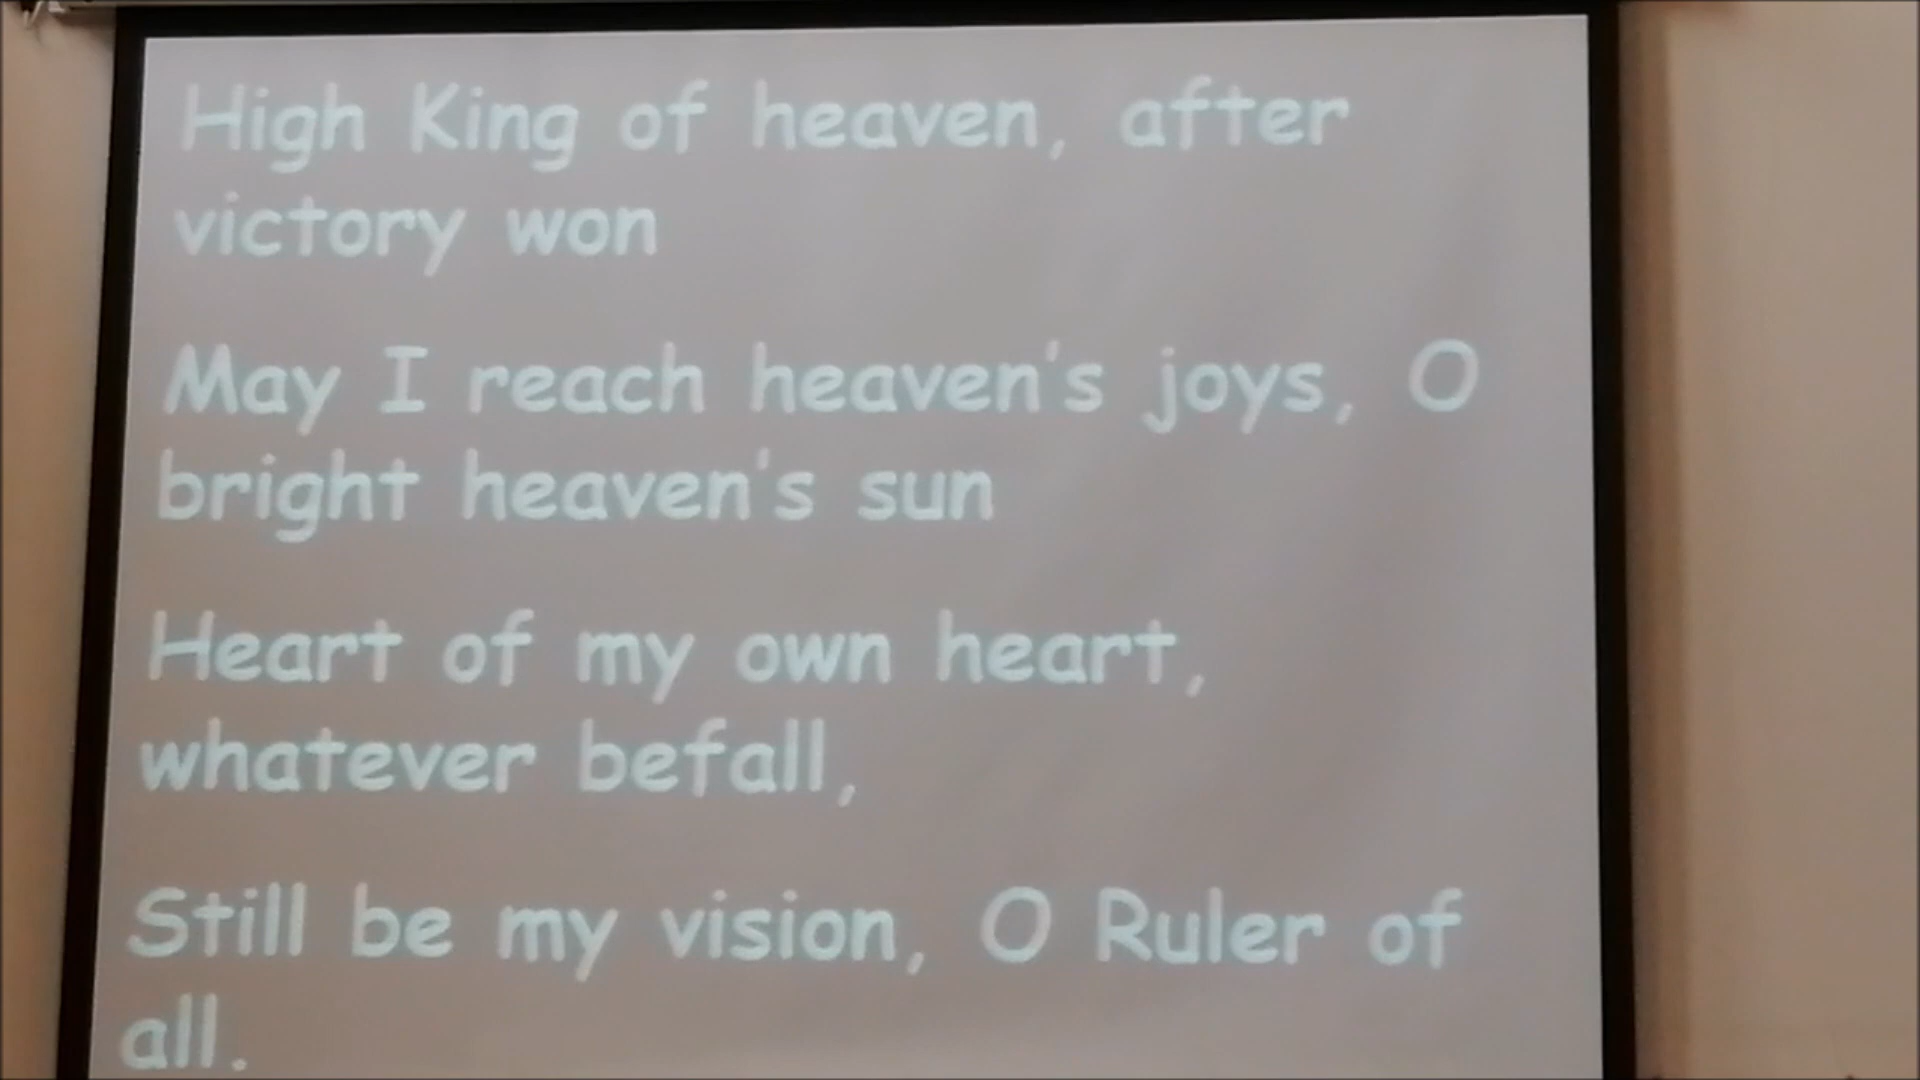 High King of heaven, after
victory won
May I reach heaven's joys, O
bright heaven's sun
Heart of my own heart,
whatever befall,
Still be my vision, O Ruler of
all.